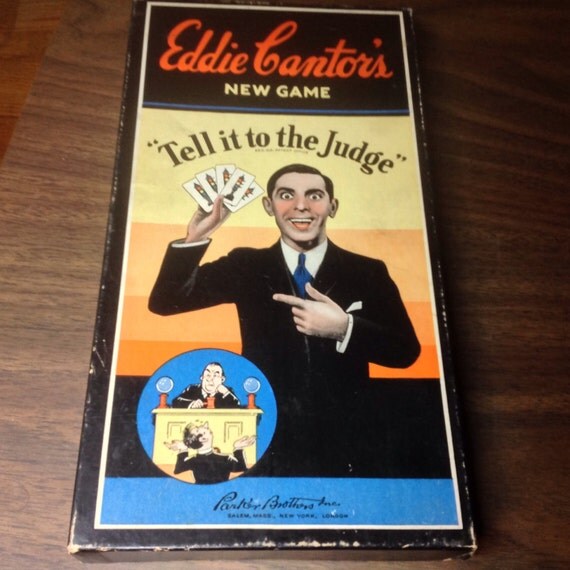 Eddie Cantor's
NEW GAME
"Tell it to the Judge"
Parker Brothers Inc.
SALEM, MASS., NEW YORK, LONDON